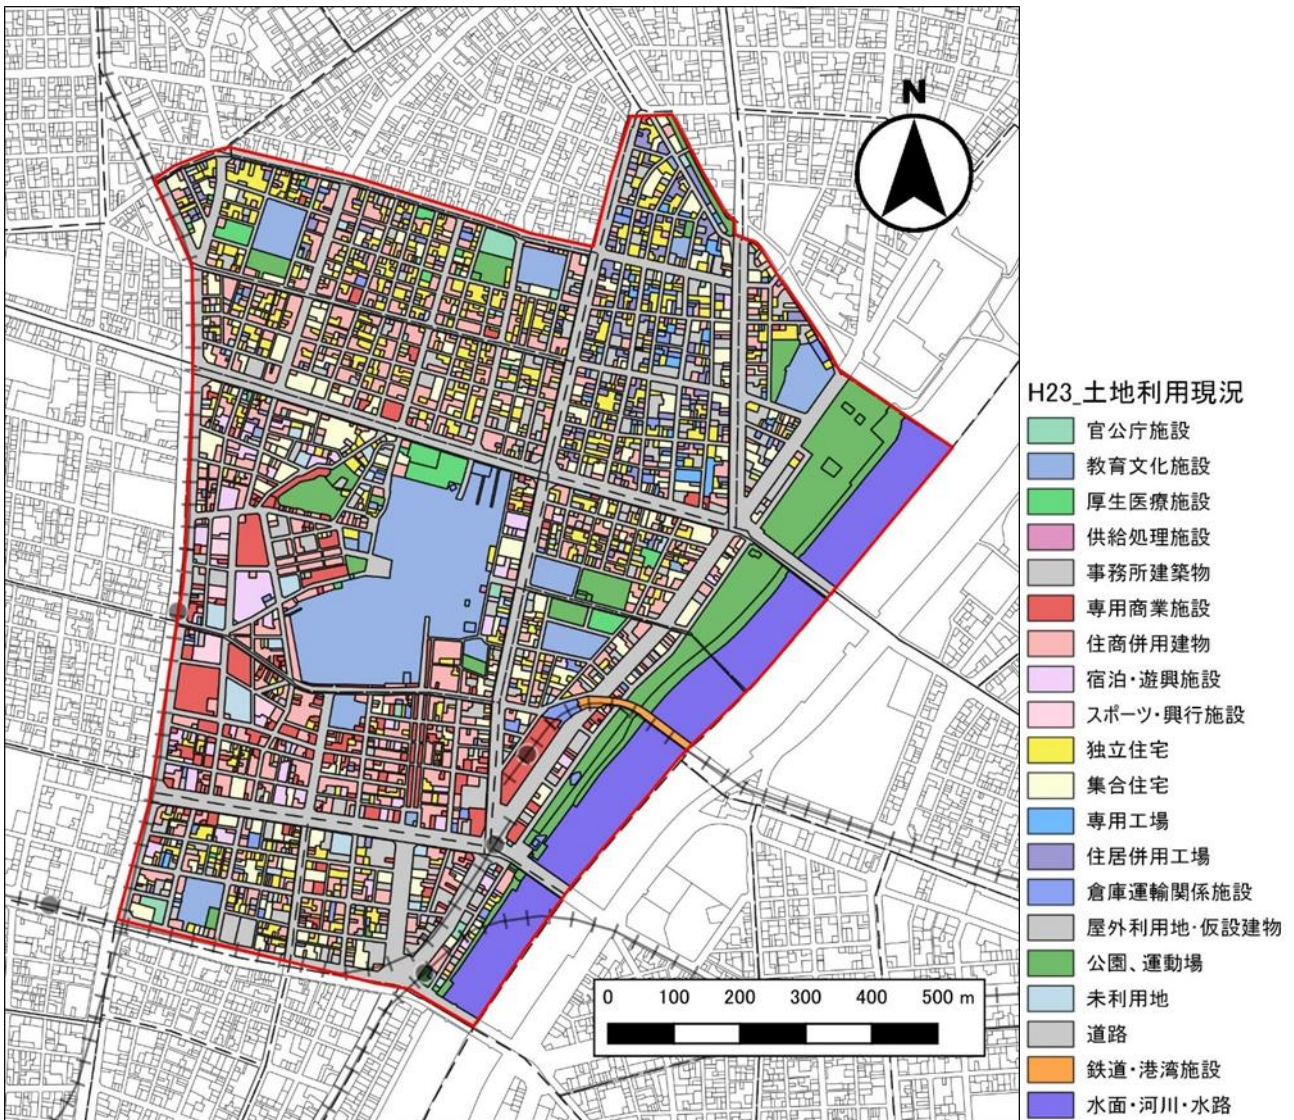 N
H23_土地利用現況
官公庁施設
教育文化施設
厚生医療施設
供給処理施設
事務所建築物
専用商業施設
住商併用建物
宿泊・遊興施設
スポーツ・興行施設
独立住宅
集合住宅
専用工場
住居併用工場
倉庫運輸関係施設
屋外利用地・仮設建物
公園、運動場
未利用地
道路
鉄道・港湾施設
水面・河川・水路
0 100 200 300 400 500 m